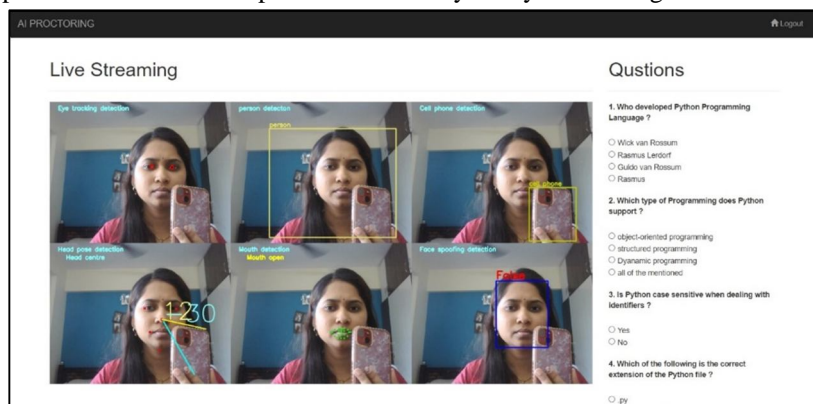 AI PROCTORING
Logout
Live Streaming
Qustions
Eye tracking detection
person detection
person
Cell phone detection
cell phone
Head pose detection
Head centre
1230
Mouth detection
Mouth open
Face spoofing detection
1. Who developed Python Programming
Language ?
Wick van Rossum
Rasmus Lerdorf
Guido van Rossum
Rasmus
2. Which type of Programming does Python
support ?
object-oriented programming
structured programming
Dyanamic programming
all of the mentioned
3. Is Python case sensitive when dealing with
identifiers ?
Yes
No
4. Which of the following is the correct
extension of the Python file ?
.py